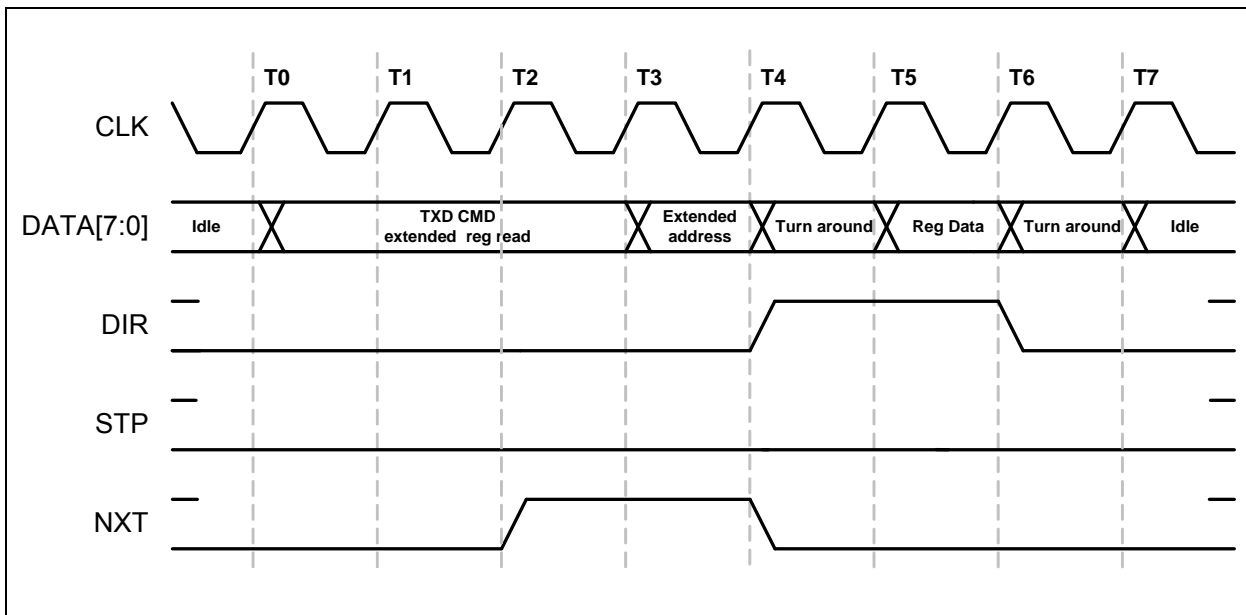 T0 T1 T2 T3 T4 T5 T6 T7
CLK
DATA[7:0]
Idle
TXD CMD
extended reg read
Extended
address
Turn around
Reg Data
Turn around
Idle
DIR
STP
NXT